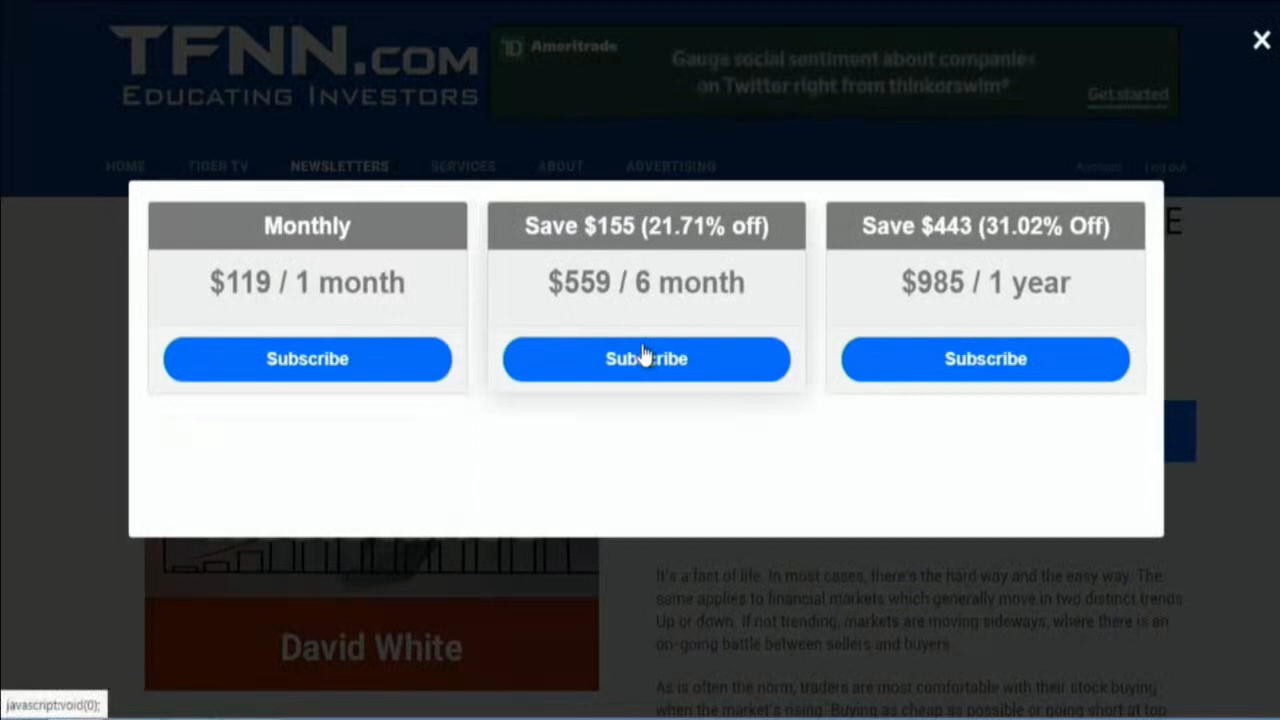 TFNN.COM
EDUCATING INVESTORS
TD Ameritrade
Gauge social sentiment about companies
on Twitter right from thinkorswim®
Get started
HOME TIGER TV NEWSLETTERS SERVICES ABOUT ADVERTISING Account Log out
E
Monthly
$119 / 1 month
Subscribe
Save $155 (21.71% off)
$559 / 6 month
Subscribe
Save $443 (31.02% Off)
$985 / 1 year
Subscribe
David White
It's a fact of life. In most cases, there's the hard way and the easy way. The
same applies to financial markets which generally move in two distinct trends
Up or down. If not trending, markets are moving sideways, where there is an
on-going battle between sellers and buyers
As is often the norm, traders are most comfortable with their stock buying
when the market's rising. Buying as cheap as possible or going short at top
javascript:void(0);